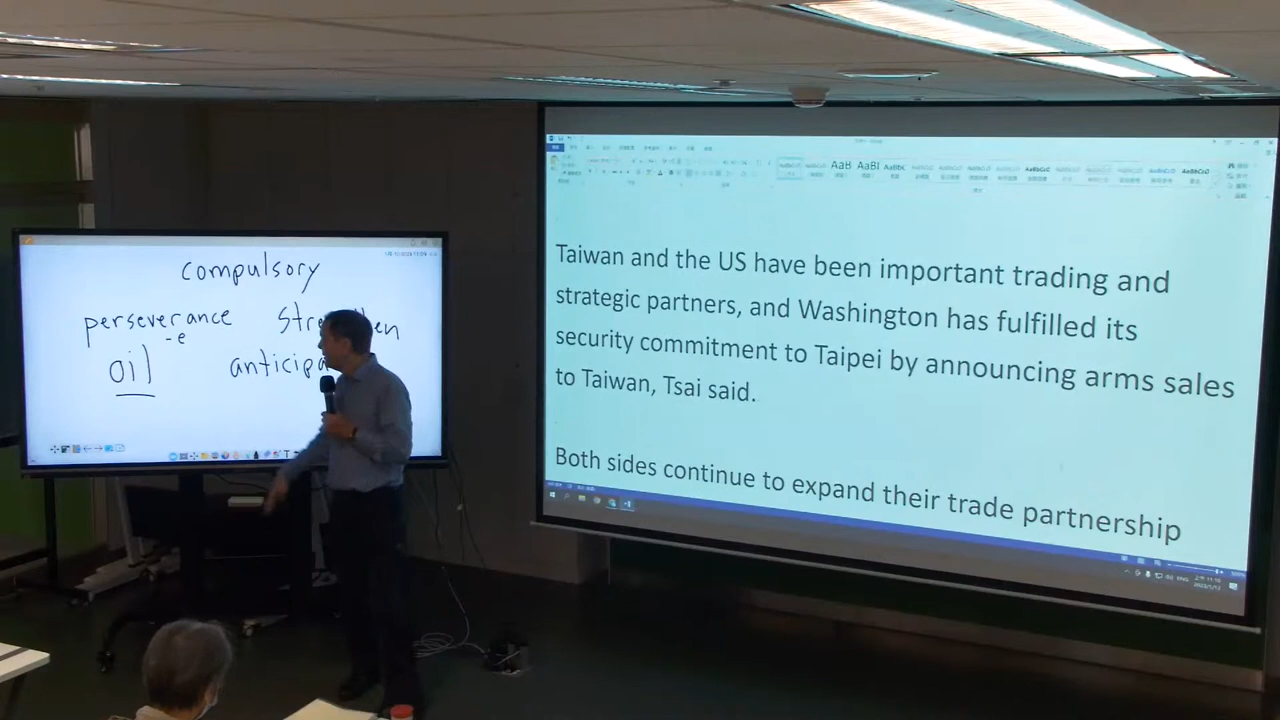 compulsory
perseverance
-e
oil
Taiwan and the US have been important trading and
strategic partners, and Washington has fulfilled its
security commitment to Taipei by announcing arms sales
to Taiwan, Tsai said.
Both sides continue to expand their trade partnership